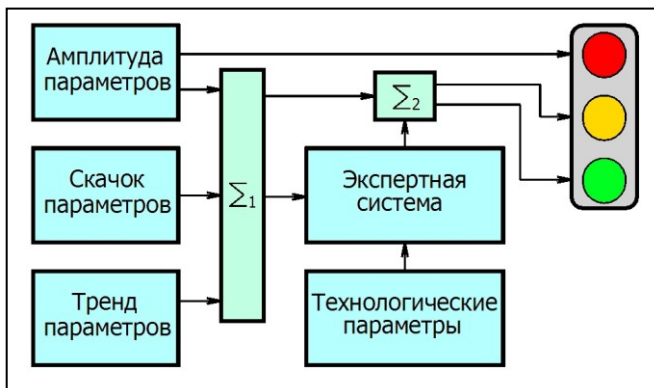 Амплитуда
параметров
Скачок
параметров
Тренд
параметров
∑1
∑2
Экспертная
система
Технологические
параметры